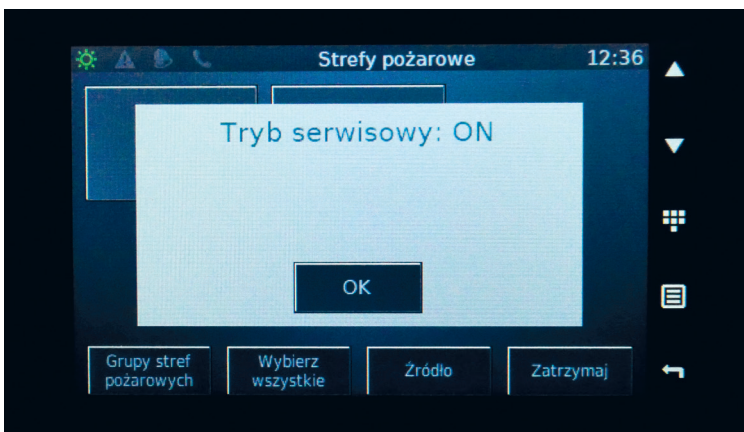 Strefy pożarowe
12:36
Tryb serwisowy: ON
OK
Grupy stref
pożarowych
Wybierz
wszystkie
Źródło
Zatrzymaj